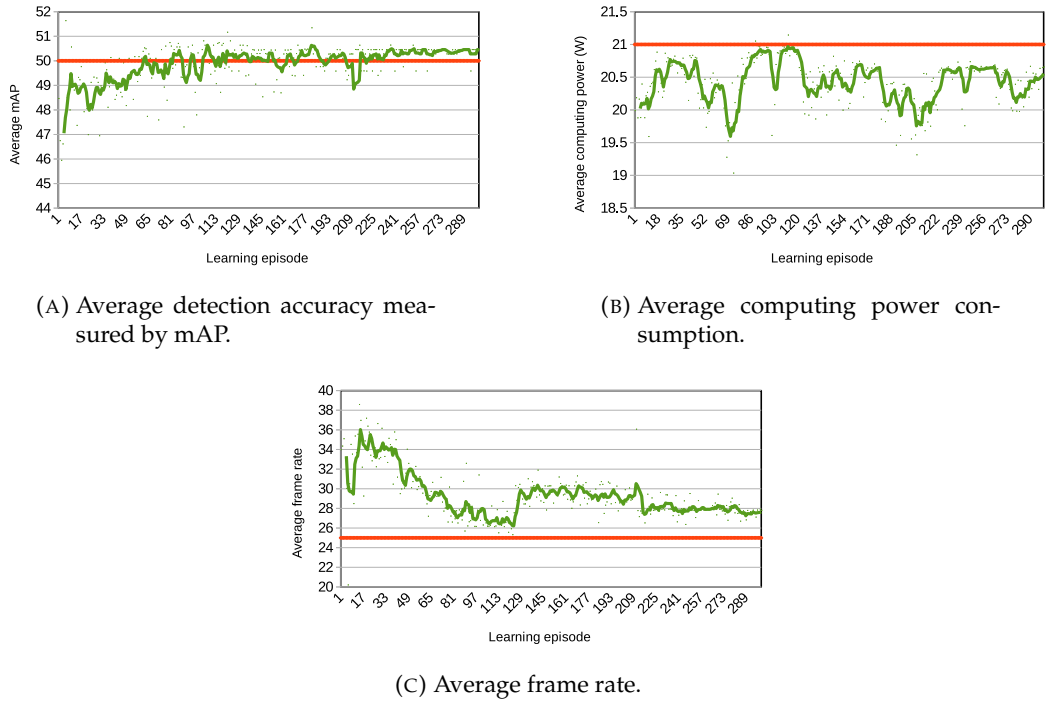 52
51
50
49
48
47
46
45
44
Average mAP
1 17 33 49 65 81 97 113 129 145 161 177 193 209 225 241 257 273 289
Learning episode
(A) Average detection accuracy mea-
sured by mAP.
21.5
21
20.5
20
19.5
19
18.5
Average computing power (W)
1 18 35 52 69 86 103 120 137 154 171 188 205 222 239 256 273 290
Learning episode
(B) Average computing power con-
sumption.
40
38
36
34
32
30
28
26
24
22
20
Average frame rate
1 17 33 49 65 81 97 113 129 145 161 177 193 209 225 241 257 273 289
Learning episode
(C) Average frame rate.